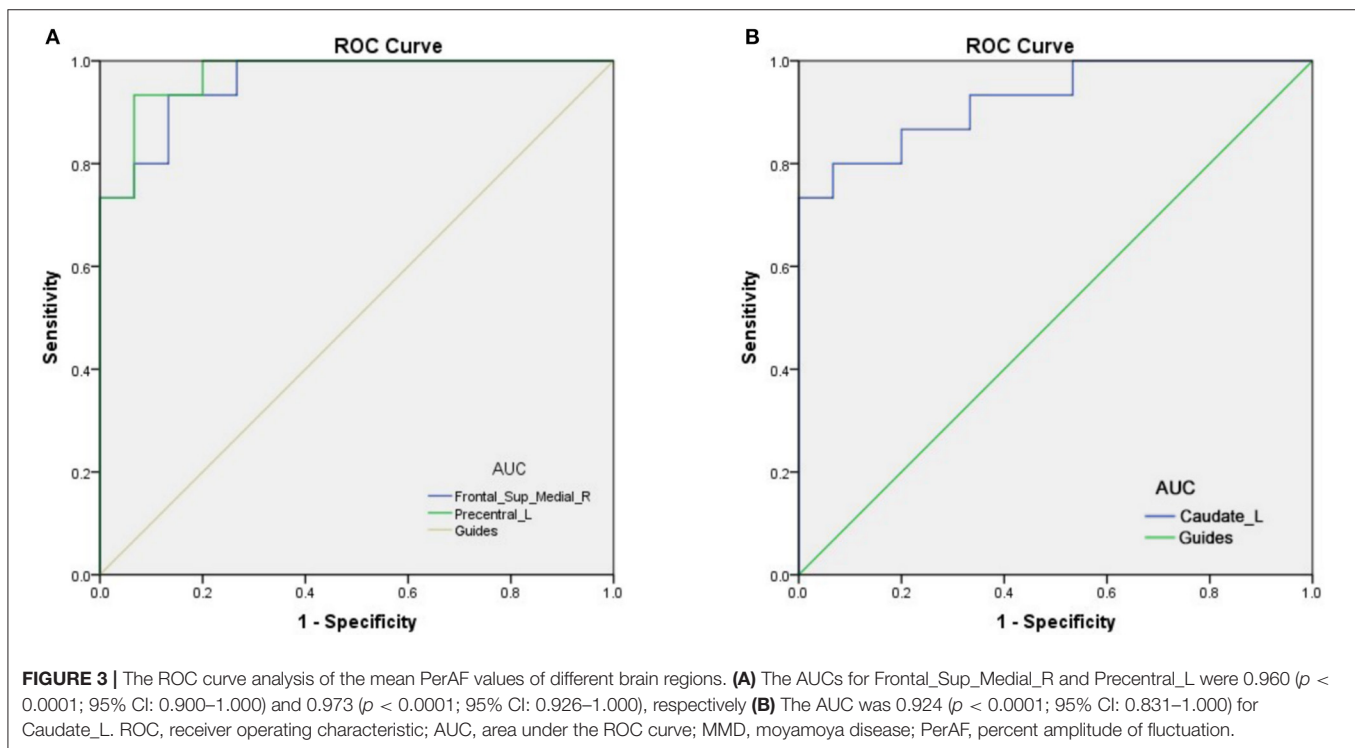 A
ROC Curve
1.0
0.8
0.6
0.4
0.2
0.0
Sensitivity
AUC
Frontal_Sup_Medial_R
Precentral_L
Guides
0.0 0.2 0.4 0.6 0.8 1.0
1 - Specificity
B
ROC Curve
1.0
0.8
0.6
0.4
0.2
0.0
Sensitivity
AUC
Caudate_L
Guides
0.0 0.2 0.4 0.6 0.8 1.0
1 - Specificity
FIGURE 3 | The ROC curve analysis of the mean PerAF values of different brain regions. (A) The AUCs for Frontal_Sup_Medial_R and Precentral_L were 0.960 (p <
0.0001; 95% CI: 0.900–1.000) and 0.973 (p < 0.0001; 95% CI: 0.926–1.000), respectively (B) The AUC was 0.924 (p < 0.0001; 95% CI: 0.831–1.000) for
Caudate_L. ROC, receiver operating characteristic; AUC, area under the ROC curve; MMD, moyamoya disease; PerAF, percent amplitude of fluctuation.